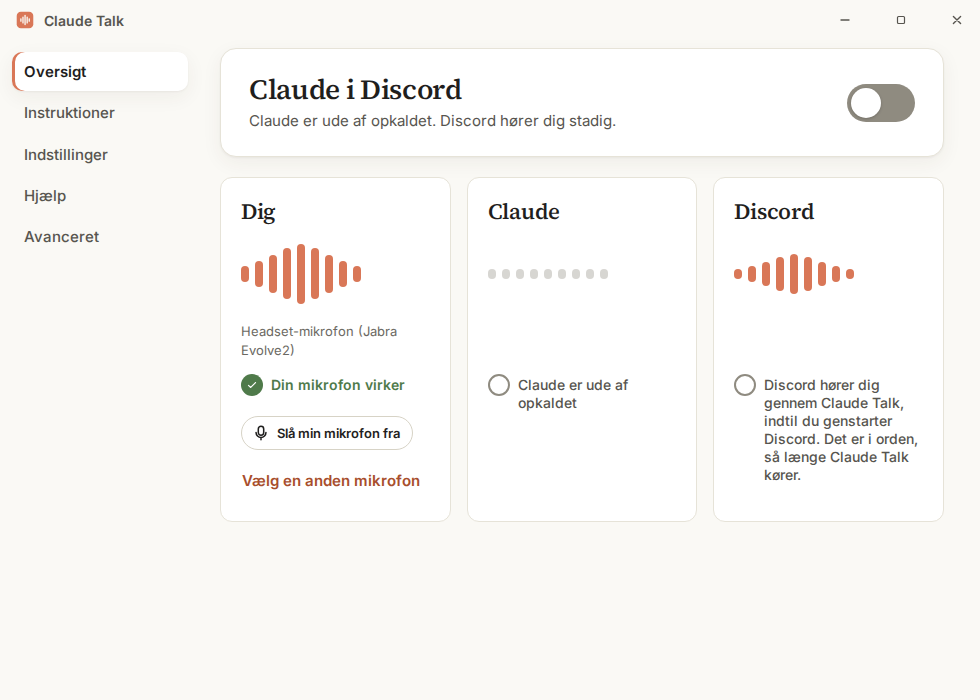 Claude Talk
Oversigt
Instruktioner
Indstillinger
Hjælp
Avanceret
Claude i Discord
Claude er ude af opkaldet. Discord hører dig stadig.
Dig
Headset-mikrofon (Jabra
Evolve2)
Din mikrofon virker
Slå min mikrofon fra
Vælg en anden mikrofon
Claude
Claude er ude af
opkaldet
Discord
Discord hører dig
gennem Claude Talk,
indtil du genstarter
Discord. Det er i orden,
så længe Claude Talk
kører.